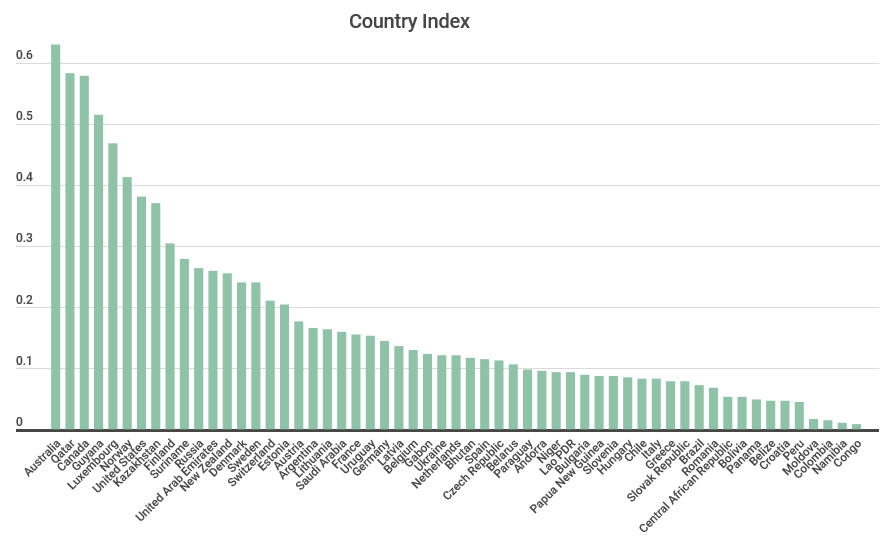 Country Index
0.6
0.5
0.4
0.3
0.2
0.1
0
Australia
Qatar
Canada
Guyana
Luxembourg
Norway
United States
Kazakhstan
Finland
Suriname
Russia
United Arab Emirates
New Zealand
Denmark
Sweden
Switzerland
Estonia
Austria
Argentina
Lithuania
Saudi Arabia
France
Uruguay
Germany
Latvia
Belgium
Gabon
Ukraine
Netherlands
Bhutan
Spain
Czech Republic
Belarus
Paraguay
Andorra
Niger
Lao PDR
Bulgaria
Papua New Guinea
Slovenia
Hungary
Chile
Italy
Greece
Slovak Republic
Brazil
Romania
Central African Republic
Bolivia
Panama
Belize
Croatia
Peru
Moldova
Colombia
Namibia
Congo